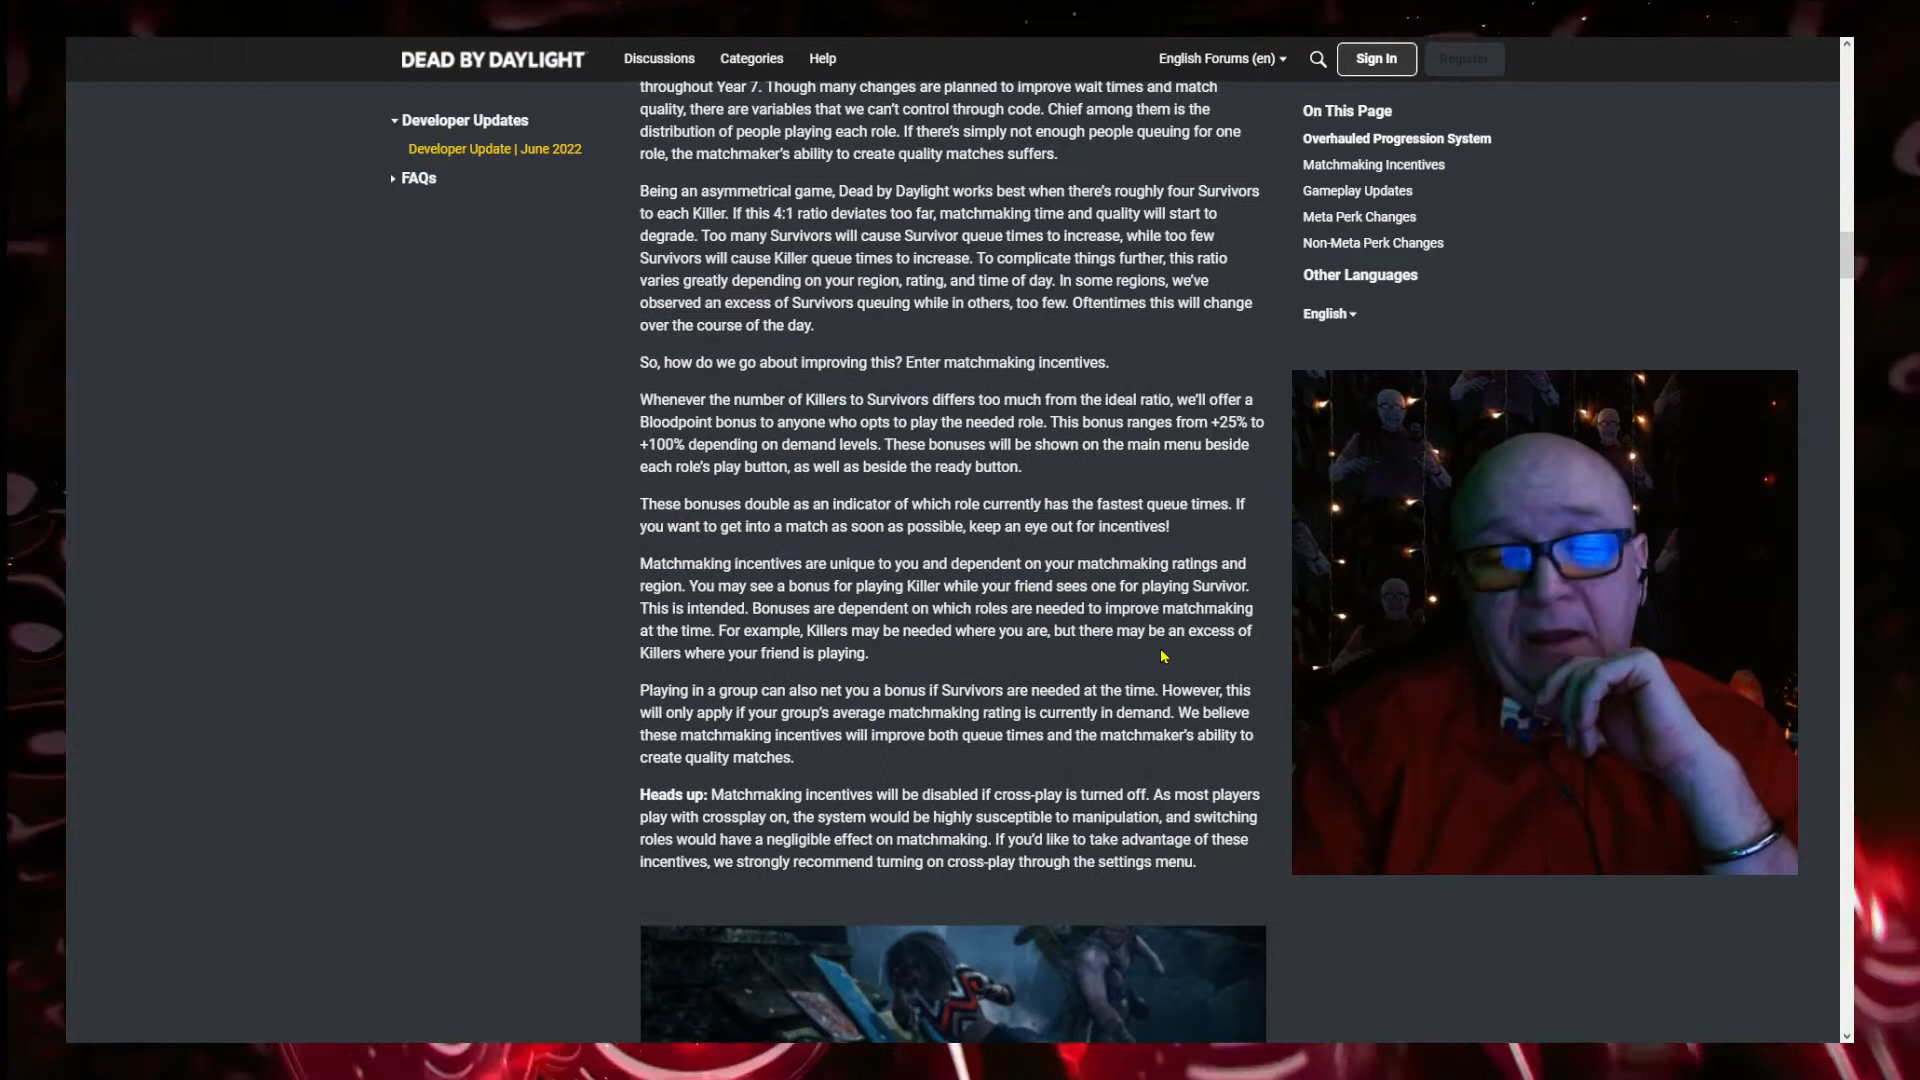 DEAD BY DAYLIGHT
Discussions
Categories
Help
English Forums (en)
Sign In
Register
Developer Updates
Developer Update | June 2022
FAQs
throughout Year 7. Though many changes are planned to improve wait times and match
quality, there are variables that we can't control through code. Chief among them is the
distribution of people playing each role. If there's simply not enough people queuing for one
role, the matchmaker's ability to create quality matches suffers.
Being an asymmetrical game, Dead by Daylight works best when there's roughly four Survivors
to each Killer. If this 4:1 ratio deviates too far, matchmaking time and quality will start to
degrade. Too many Survivors will cause Survivor queue times to increase, while too few
Survivors will cause Killer queue times to increase. To complicate things further, this ratio
varies greatly depending on your region, rating, and time of day. In some regions, we've
observed an excess of Survivors queuing while in others, too few. Oftentimes this will change
over the course of the day.
So, how do we go about improving this? Enter matchmaking incentives.
Whenever the number of Killers to Survivors differs too much from the ideal ratio, we'll offer a
Bloodpoint bonus to anyone who opts to play the needed role. This bonus ranges from +25% to
+100% depending on demand levels. These bonuses will be shown on the main menu beside
each role's play button, as well as beside the ready button.
These bonuses double as an indicator of which role currently has the fastest queue times. If
you want to get into a match as soon as possible, keep an eye out for incentives!
Matchmaking incentives are unique to you and dependent on your matchmaking ratings and
region. You may see a bonus for playing Killer while your friend sees one for playing Survivor.
This is intended. Bonuses are dependent on which roles are needed to improve matchmaking
at the time. For example, Killers may be needed where you are, but there may be an excess of
Killers where your friend is playing.
Playing in a group can also net you a bonus if Survivors are needed at the time. However, this
will only apply if your group's average matchmaking rating is currently in demand. We believe
these matchmaking incentives will improve both queue times and the matchmaker's ability to
create quality matches.
Heads up: Matchmaking incentives will be disabled if cross-play is turned off. As most players
play with crossplay on, the system would be highly susceptible to manipulation, and switching
roles would have a negligible effect on matchmaking. If you'd like to take advantage of these
incentives, we strongly recommend turning on cross-play through the settings menu.
On This Page
Overhauled Progression System
Matchmaking Incentives
Gameplay Updates
Meta Perk Changes
Non-Meta Perk Changes
Other Languages
English